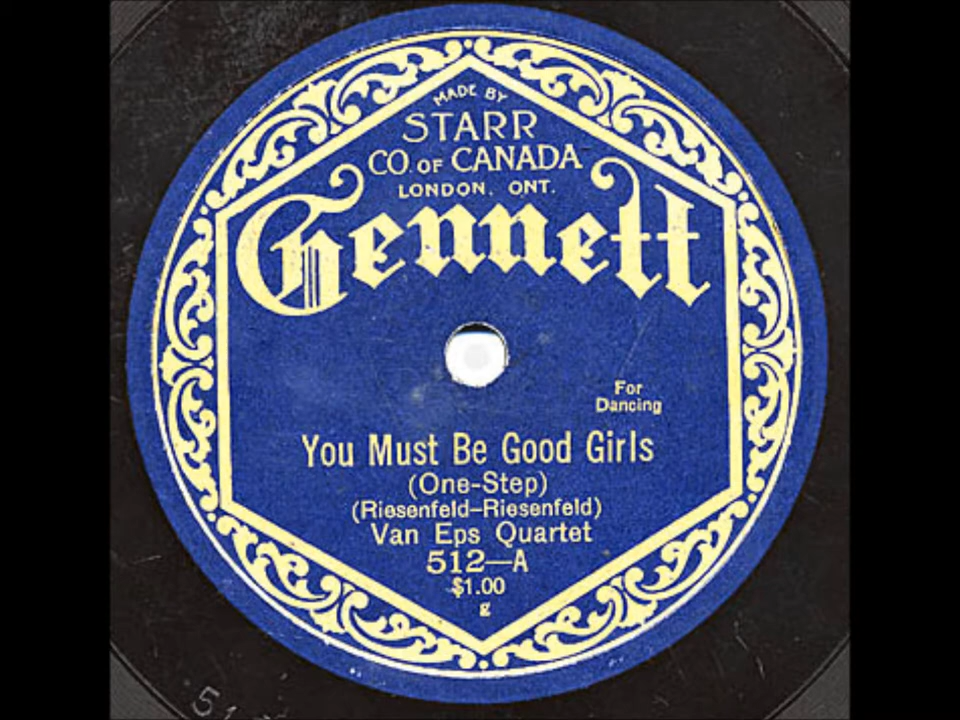 MADE BY
STARR
CO. OF CANADA
LONDON, ONT.
Gennett
For
Dancing
You Must Be Good Girls
(One-Step)
(Riesenfeld–Riesenfeld)
Van Eps Quartet
512—A
$1.00
g